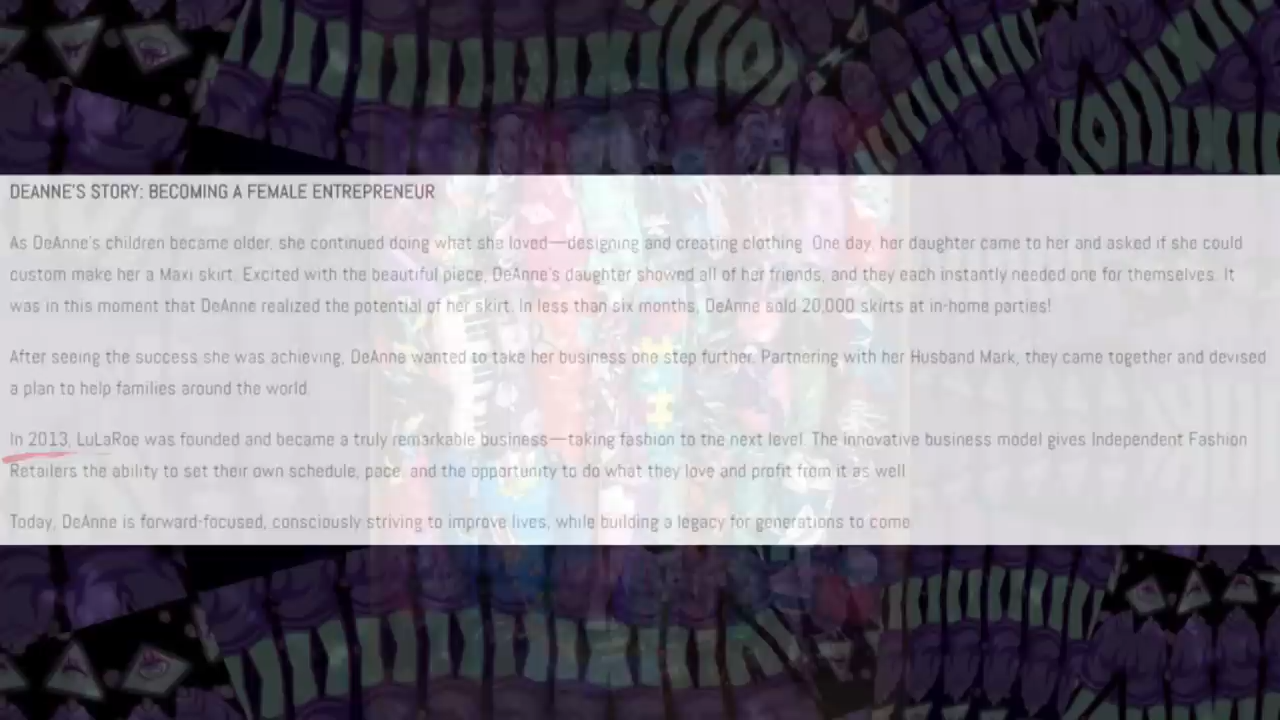 DEANNE'S STORY: BECOMING A FEMALE ENTREPRENEUR
As DeAnne's children became older, she continued doing what she loved—designing and creating clothing. One day, her daughter came to her and asked if she could
custom make her a Maxi skirt. Excited with the beautiful piece, DeAnne's daughter showed all of her friends, and they each instantly needed one for themselves. It
was in this moment that DeAnne realized the potential of her skirt. In less than six months, DeAnne sold 20,000 skirts at in-home parties!
After seeing the success she was achieving, DeAnne wanted to take her business one step further. Partnering with her Husband Mark, they came together and devised
a plan to help families around the world.
In 2013, LuLaRoe was founded and became a truly remarkable business—taking fashion to the next level. The innovative business model gives Independent Fashion
Retailers the ability to set their own schedule, pace, and the opportunity to do what they love and profit from it as well.
Today, DeAnne is forward-focused, consciously striving to improve lives, while building a legacy for generations to come.